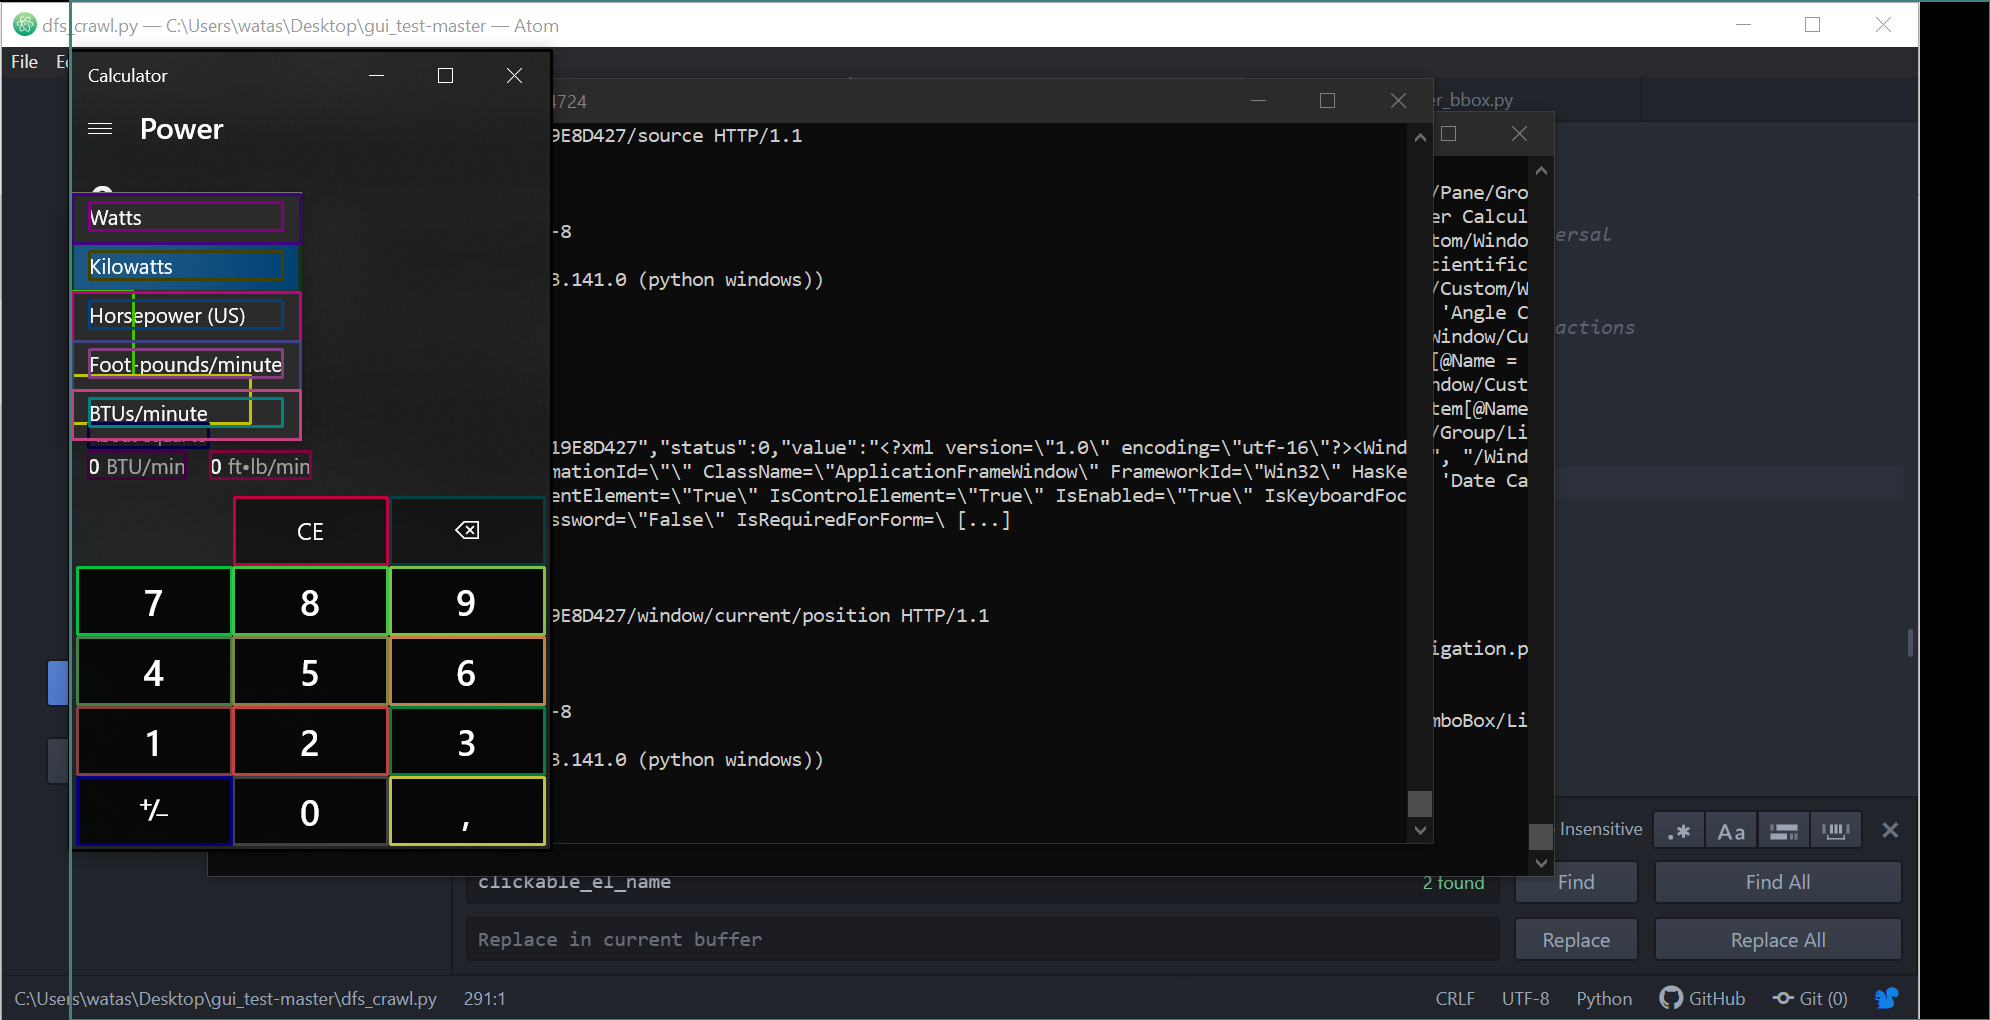 dfs_crawl.py — C:\Users\watas\Desktop\gui_test-master — Atom
File
Calculator
Power
Watts
Kilowatts
Horsepower (US)
Foot-pounds/minute
BTUs/minute
0 BTU/min 0 ft•lb/min
CE
7 8 9
4 5 6
1 2 3
+/− 0 ,
4724
9E8D427/source HTTP/1.1
-8
3.141.0 (python windows))
19E8D427","status":0,"value":"<?xml version=\"1.0\" encoding=\"utf-16\"?><Wind
mationId=\"\" ClassName=\"ApplicationFrameWindow\" FrameworkId=\"Win32\" HasKe
entElement=\"True\" IsControlElement=\"True\" IsEnabled=\"True\" IsKeyboardFoc
ssword=\"False\" IsRequiredForForm=\ [...]
9E8D427/window/current/position HTTP/1.1
-8
3.141.0 (python windows))
er_bbox.py
/Pane/Gro
er Calcul
tom/Windo
cientific
/Custom/W
'Angle C
Window/Cu
[@Name =
ndow/Cust
tem[@Name
/Group/Li
", "/Wind
'Date Ca
igation.p
mboBox/Li
ersal
actions
Insensitive .* Aa
clickable_el_name 2 found Find Find All
Replace in current buffer Replace Replace All
C:\Users\watas\Desktop\gui_test-master\dfs_crawl.py 291:1 CRLF UTF-8 Python GitHub Git (0)